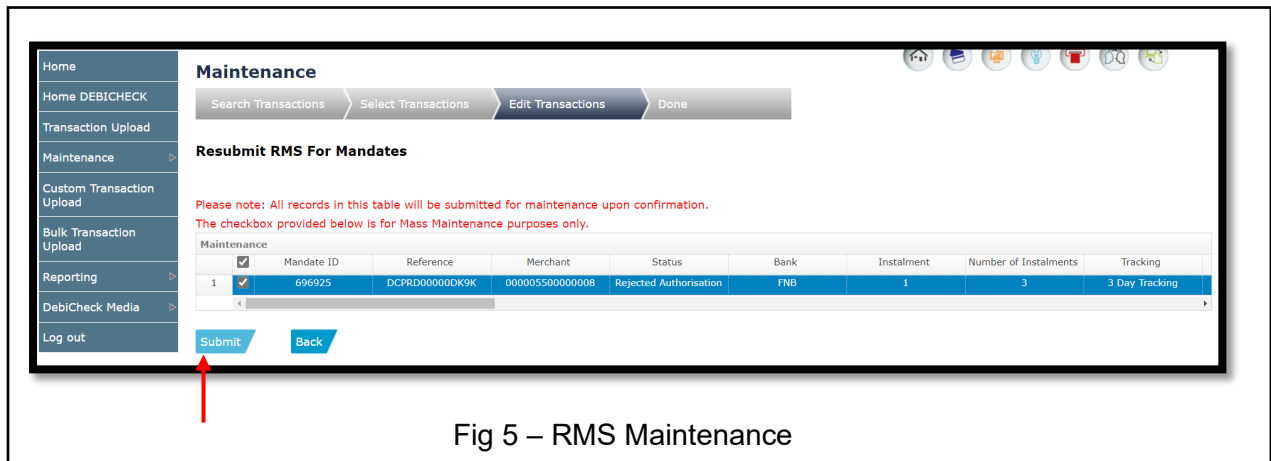 Home
Home DEBICHECK
Transaction Upload
Maintenance
Custom Transaction
Upload
Bulk Transaction
Upload
Reporting
DebiCheck Media
Log out
Maintenance
Search Transactions Select Transactions Edit Transactions Done
Resubmit RMS For Mandates
Please note: All records in this table will be submitted for maintenance upon confirmation.
The checkbox provided below is for Mass Maintenance purposes only.
Maintenance
Mandate ID Reference Merchant Status Bank Instalment Number of Instalments Tracking
1 696925 DCPRD00000DK9K 000005500000008 Rejected Authorisation FNB 1 3 3 Day Tracking
Submit Back
Fig 5 – RMS Maintenance